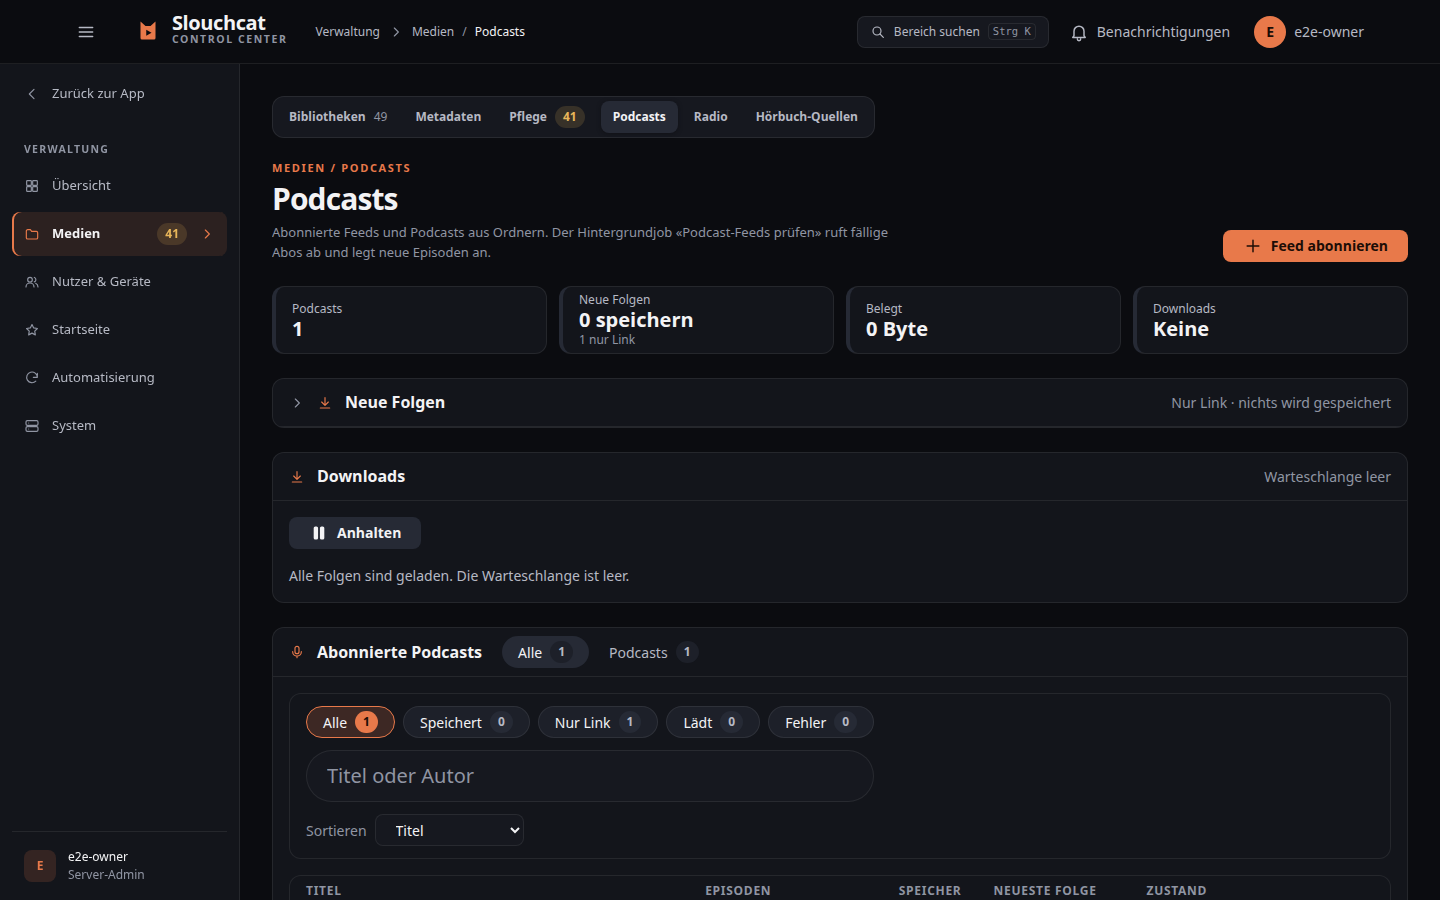 Slouchcat
CONTROL CENTER
Verwaltung > Medien / Podcasts
Bereich suchen Strg K
Benachrichtigungen
E e2e-owner
Zurück zur App
VERWALTUNG
Übersicht
Medien 41
Nutzer & Geräte
Startseite
Automatisierung
System
E e2e-owner
Server-Admin
Bibliotheken 49 Metadaten Pflege 41 Podcasts Radio Hörbuch-Quellen
MEDIEN / PODCASTS
Podcasts
Abonnierte Feeds und Podcasts aus Ordnern. Der Hintergrundjob «Podcast-Feeds prüfen» ruft fällige
Abos ab und legt neue Episoden an.
Feed abonnieren
Podcasts
1
Neue Folgen
0 speichern
1 nur Link
Belegt
0 Byte
Downloads
Keine
Neue Folgen Nur Link · nichts wird gespeichert
Downloads Warteschlange leer
Anhalten
Alle Folgen sind geladen. Die Warteschlange ist leer.
Abonnierte Podcasts Alle 1 Podcasts 1
Alle 1 Speichert 0 Nur Link 1 Lädt 0 Fehler 0
Titel oder Autor
Sortieren Titel
TITEL EPISODEN SPEICHER NEUESTE FOLGE ZUSTAND